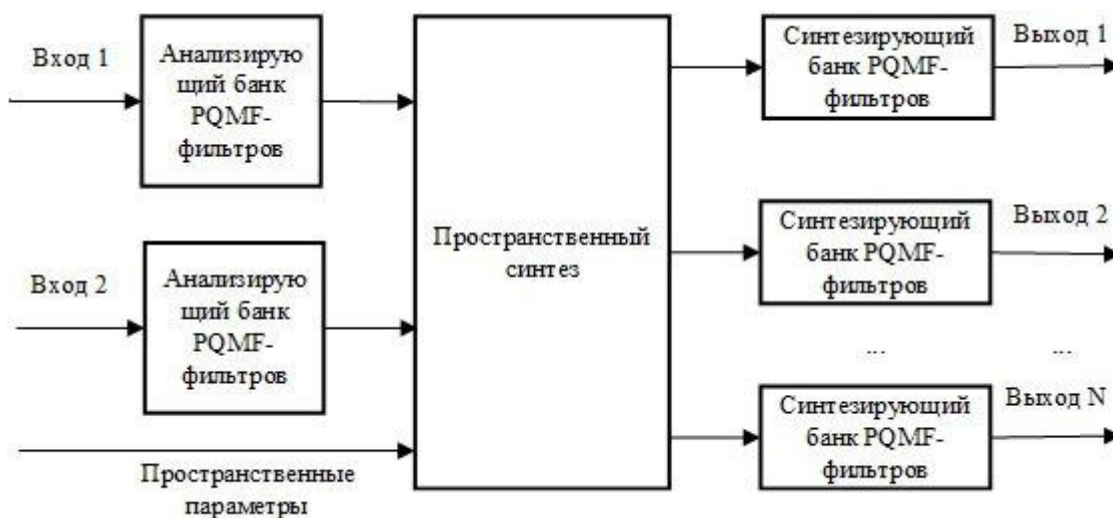 Вход 1
Анализирую
щий банк
PQMF-
фильтров
Вход 2
Анализирую
щий банк
PQMF-
фильтров
Пространственные
параметры
Пространственный
синтез
Синтезирующий
банк PQMF-
фильтров
Выход 1
Синтезирующий
банк PQMF-
фильтров
Выход 2
...
...
Синтезирующий
банк PQMF-
фильтров
Выход N